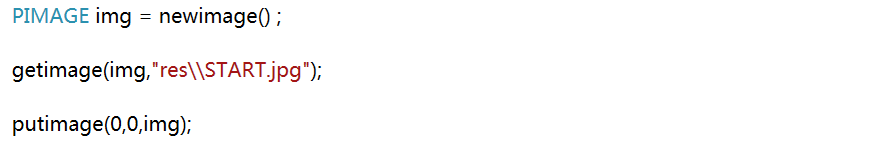 PIMAGE img = newimage() ;
getimage(img,"res\\START.jpg");
putimage(0,0,img);